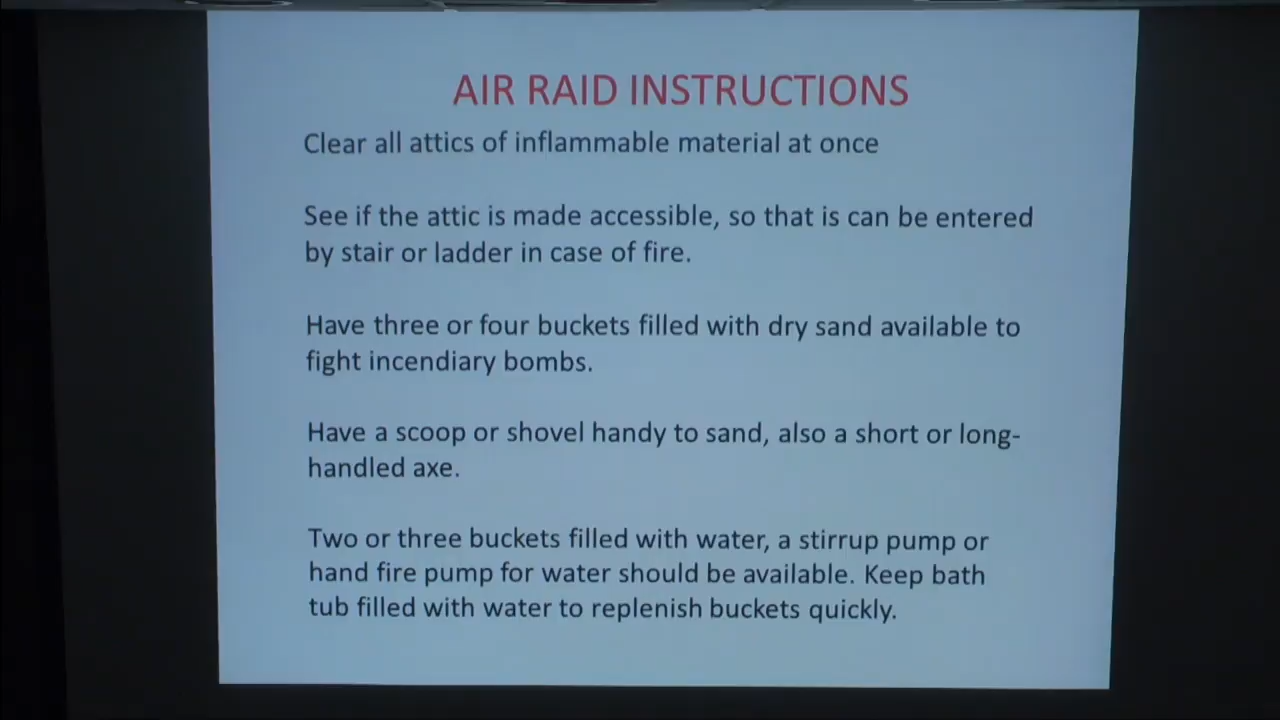 AIR RAID INSTRUCTIONS
Clear all attics of inflammable material at once
See if the attic is made accessible, so that is can be entered
by stair or ladder in case of fire.
Have three or four buckets filled with dry sand available to
fight incendiary bombs.
Have a scoop or shovel handy to sand, also a short or long-
handled axe.
Two or three buckets filled with water, a stirrup pump or
hand fire pump for water should be available. Keep bath
tub filled with water to replenish buckets quickly.